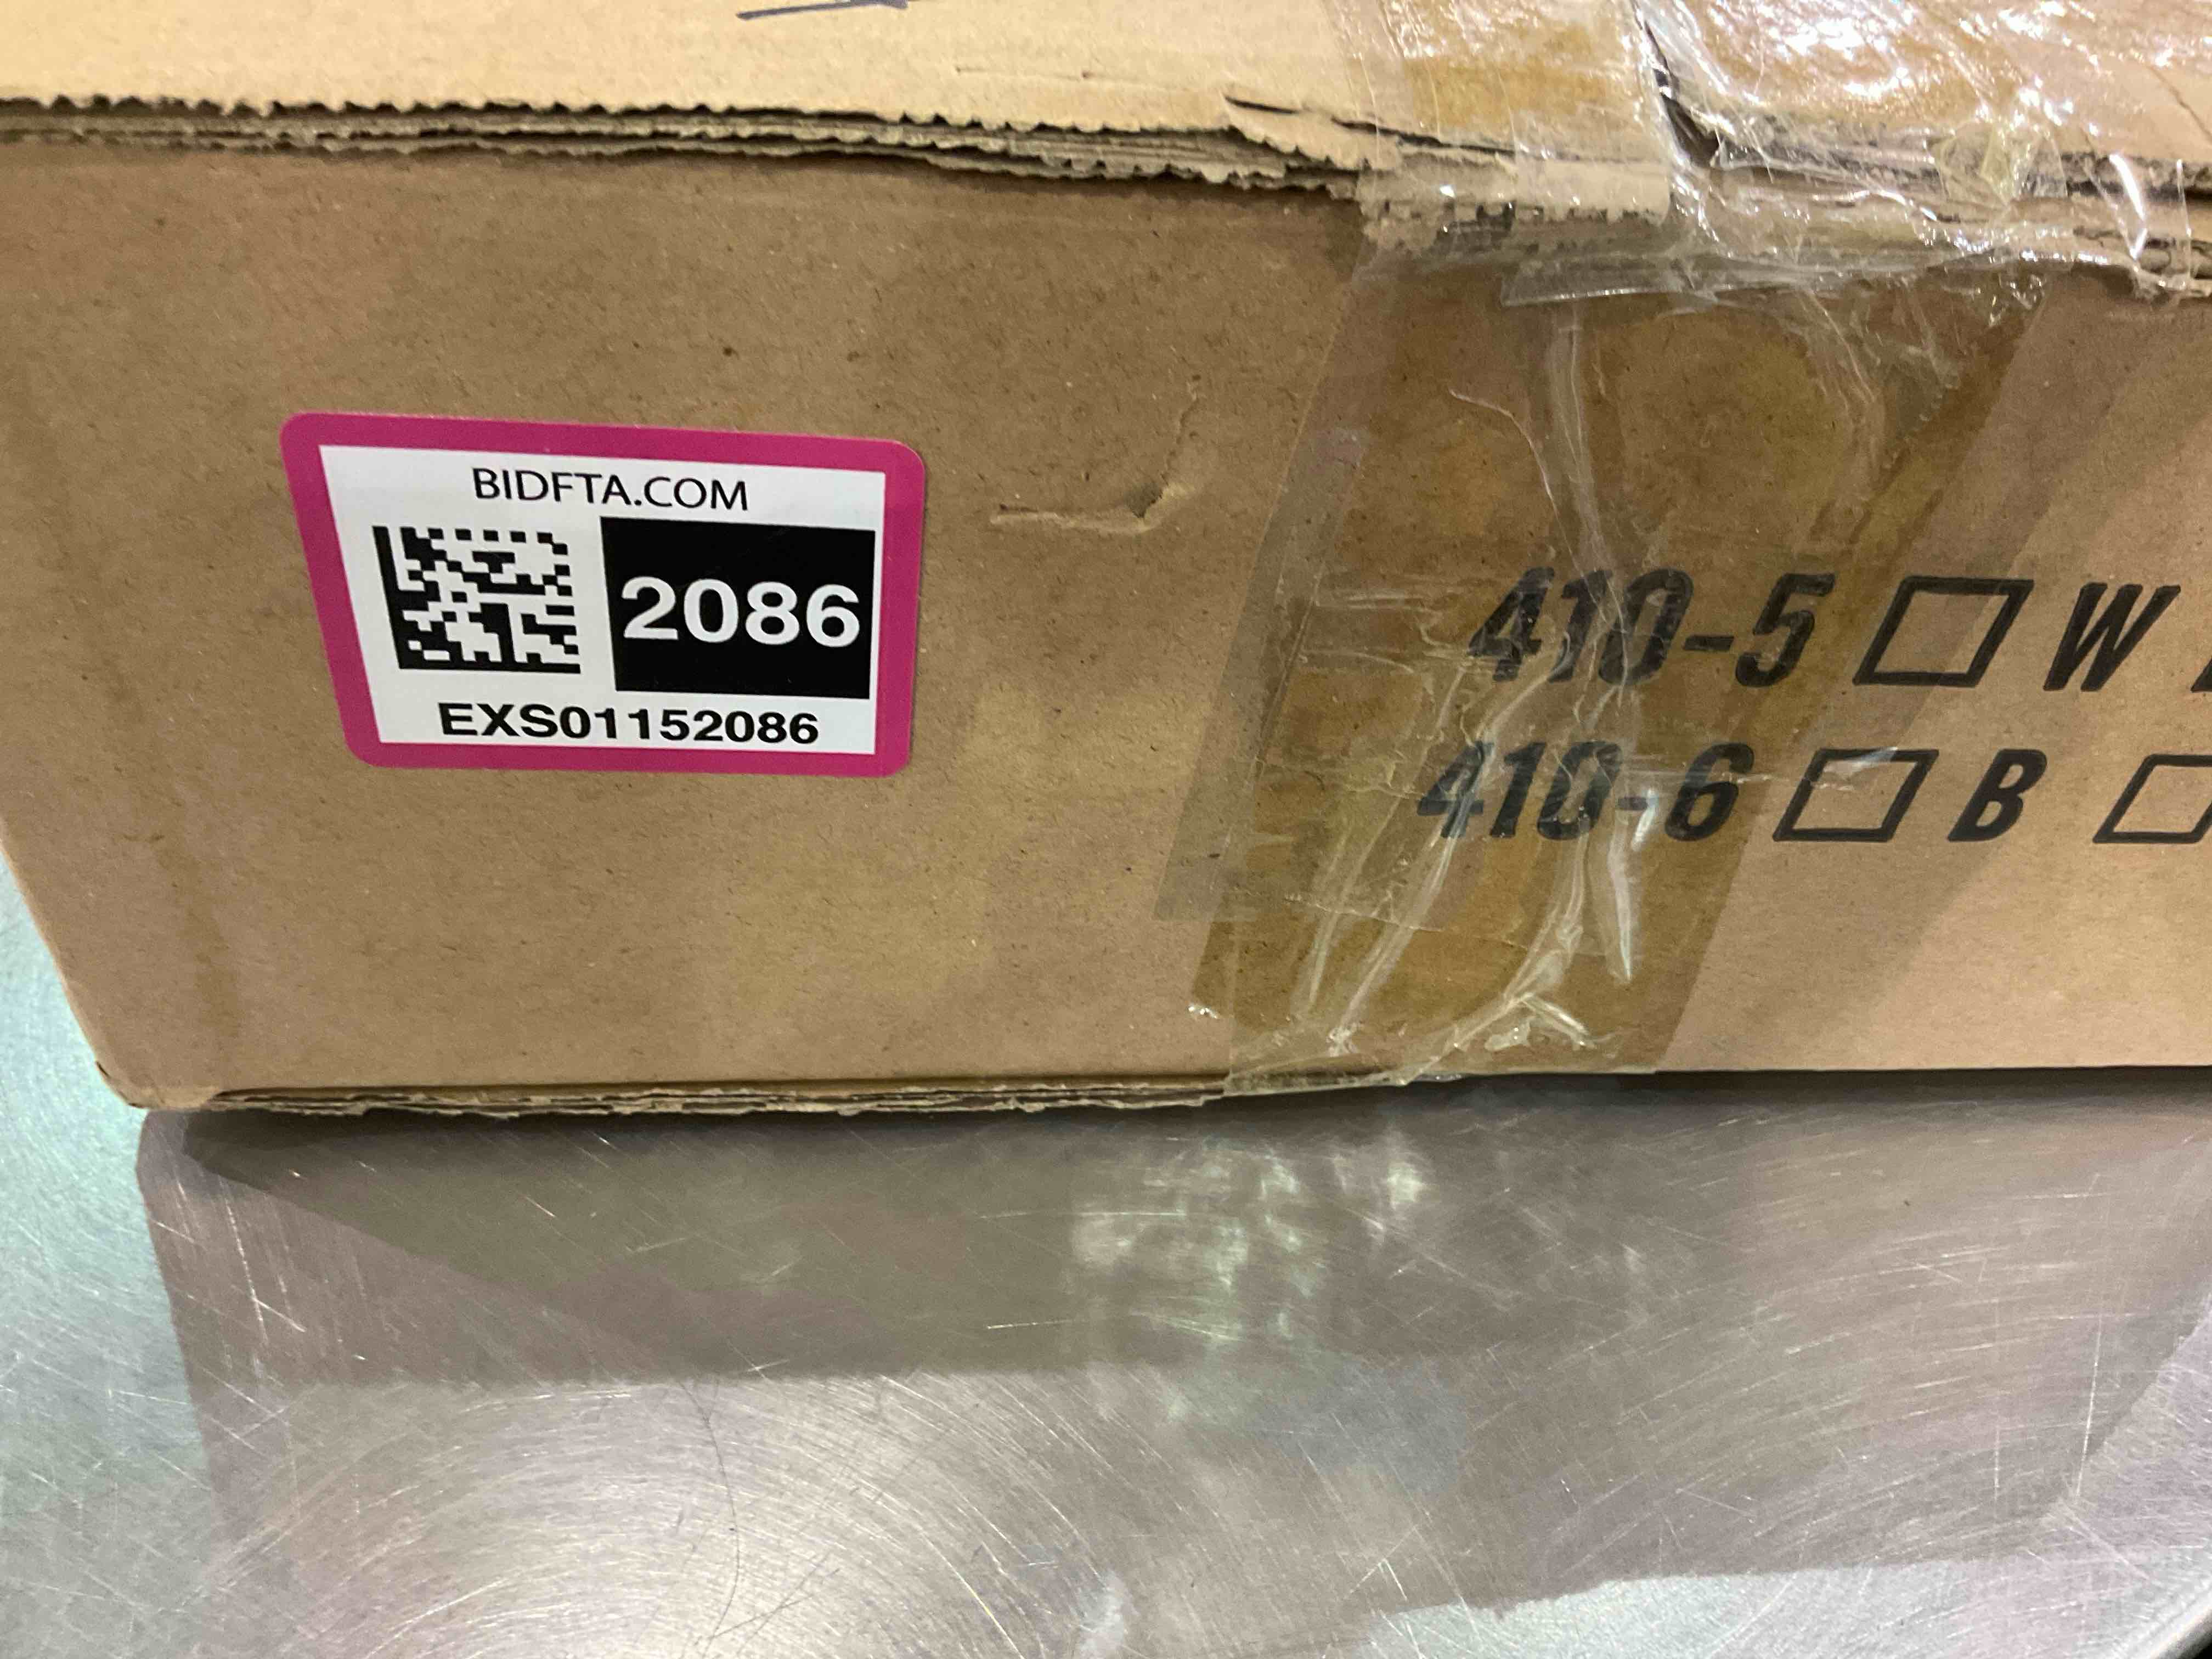 BIDFTA.COM
2086
EXS01152086
410-5 □ W
410-6 □ B □